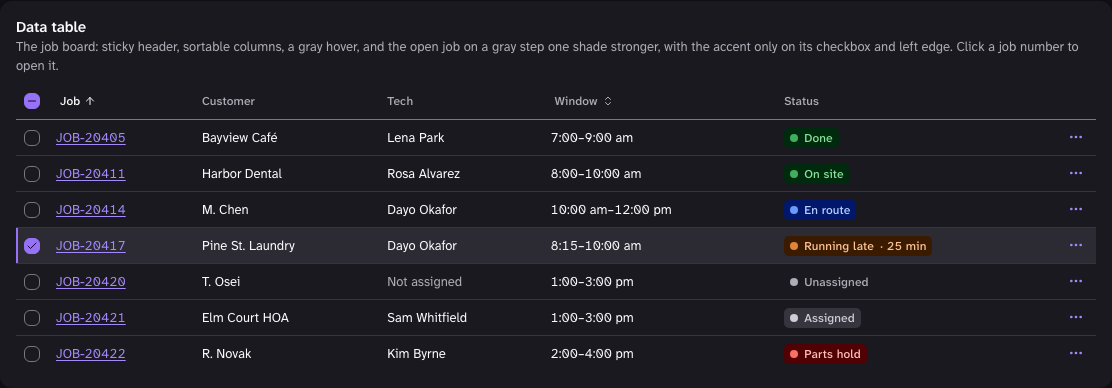 Data table
The job board: sticky header, sortable columns, a gray hover, and the open job on a gray step one shade stronger, with the accent only on its checkbox and left edge. Click a job number to
open it.
Job ↑ Customer Tech Window Status
JOB-20405 Bayview Café Lena Park 7:00–9:00 am Done
JOB-20411 Harbor Dental Rosa Alvarez 8:00–10:00 am On site
JOB-20414 M. Chen Dayo Okafor 10:00 am–12:00 pm En route
JOB-20417 Pine St. Laundry Dayo Okafor 8:15–10:00 am Running late · 25 min
JOB-20420 T. Osei Not assigned 1:00–3:00 pm Unassigned
JOB-20421 Elm Court HOA Sam Whitfield 1:00–3:00 pm Assigned
JOB-20422 R. Novak Kim Byrne 2:00–4:00 pm Parts hold